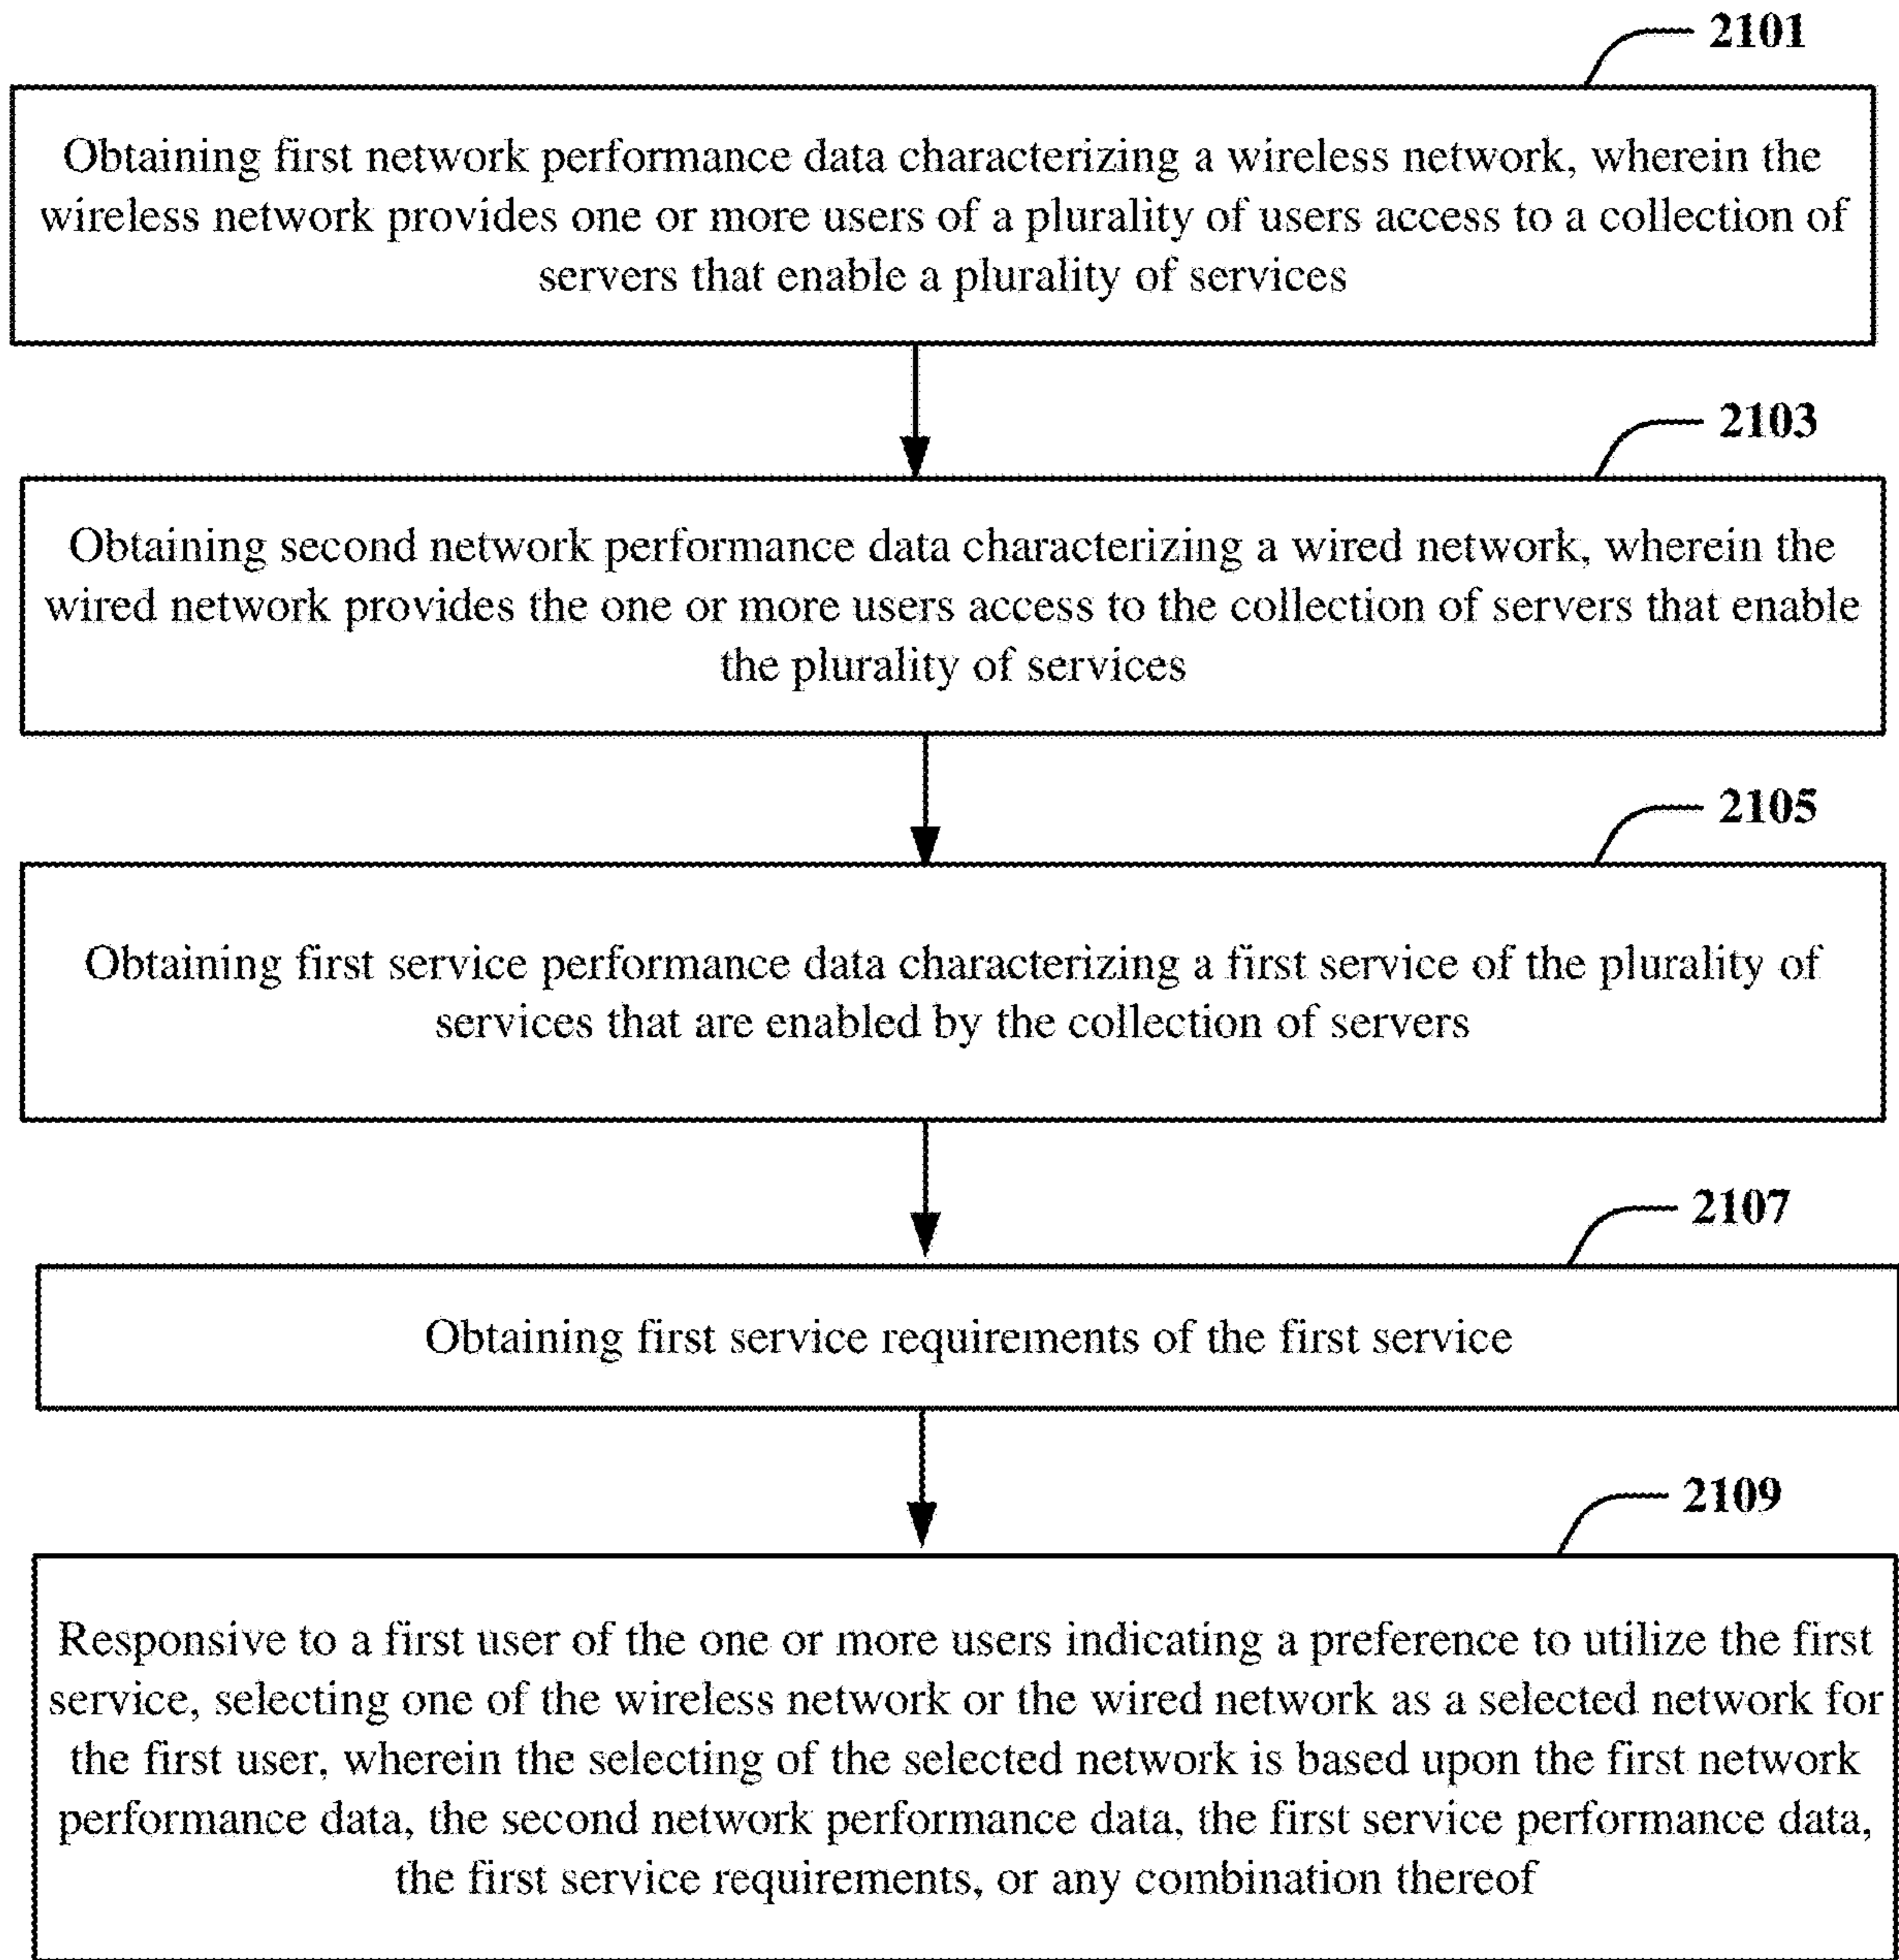 2101
Obtaining first network performance data characterizing a wireless network, wherein the
wireless network provides one or more users of a plurality of users access to a collection of
servers that enable a plurality of services
2103
Obtaining second network performance data characterizing a wired network, wherein the
wired network provides the one or more users access to the collection of servers that enable
the plurality of services
2105
Obtaining first service performance data characterizing a first service of the plurality of
services that are enabled by the collection of servers
2107
Obtaining first service requirements of the first service
2109
Responsive to a first user of the one or more users indicating a preference to utilize the first
service, selecting one of the wireless network or the wired network as a selected network for
the first user, wherein the selecting of the selected network is based upon the first network
performance data, the second network performance data, the first service performance data,
the first service requirements, or any combination thereof